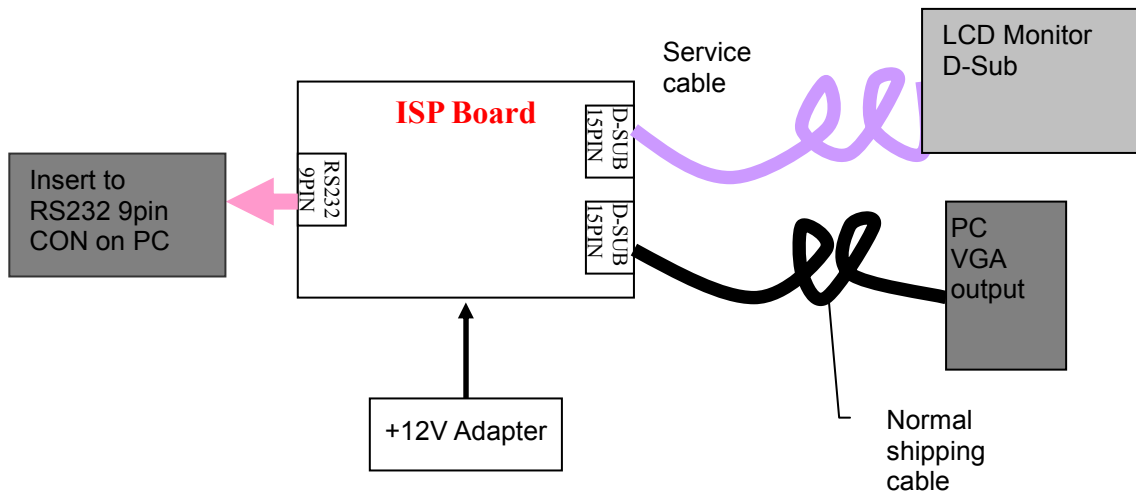 LCD Monitor
D-Sub
Service
cable
ISP Board
D-SUB
15PIN
Insert to
RS232 9pin
CON on PC
RS232
9PIN
D-SUB
15PIN
PC
VGA
output
+12V Adapter
Normal
shipping
cable